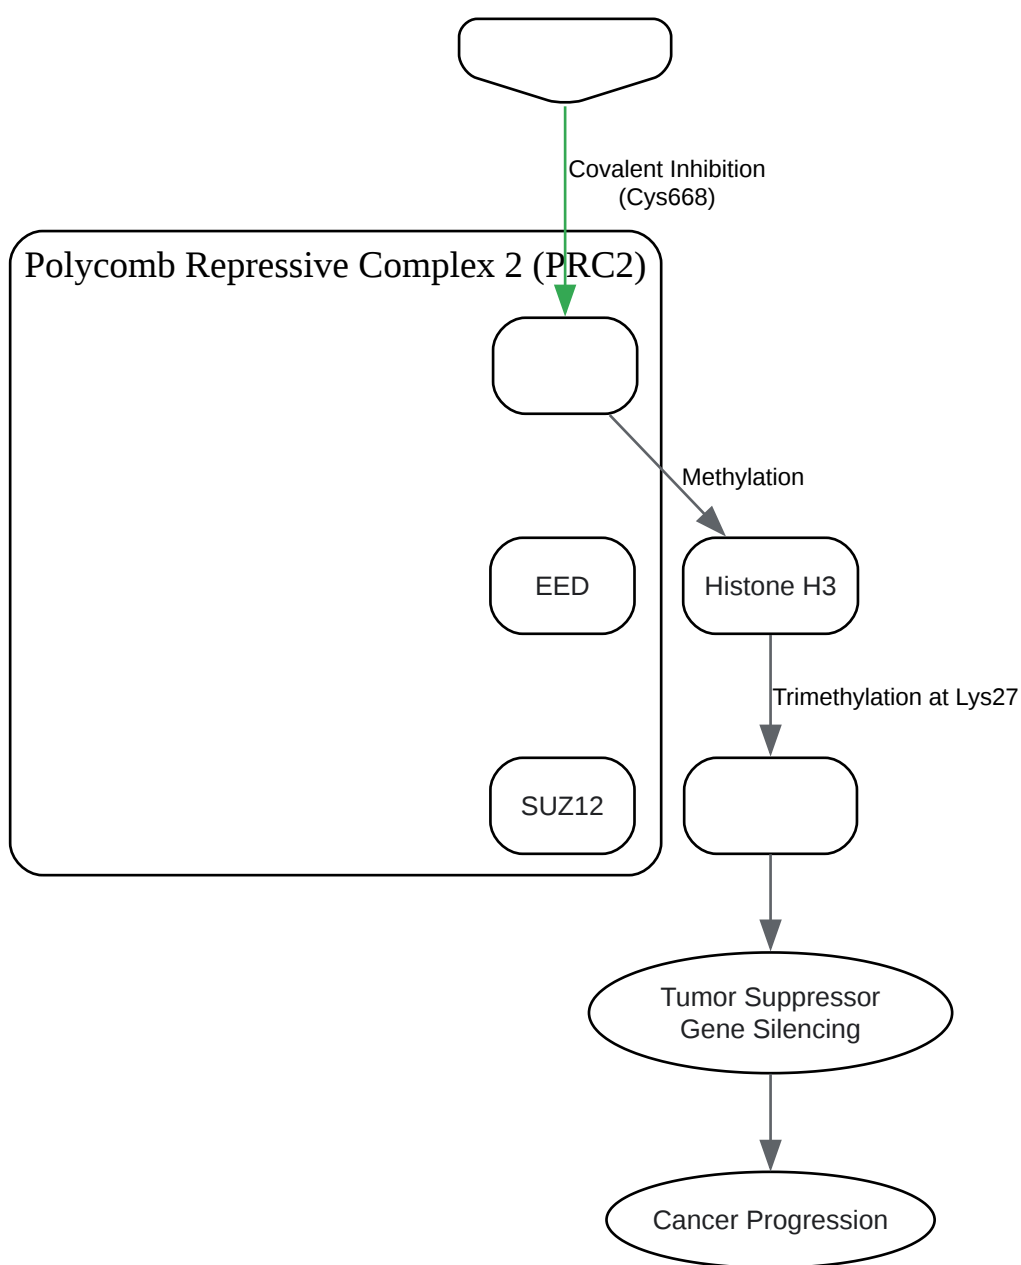 Covalent Inhibition
(Cys668)
Polycomb Repressive Complex 2 (PRC2)
Methylation
EED
Histone H3
Trimethylation at Lys27
SUZ12
Tumor Suppressor
Gene Silencing
Cancer Progression